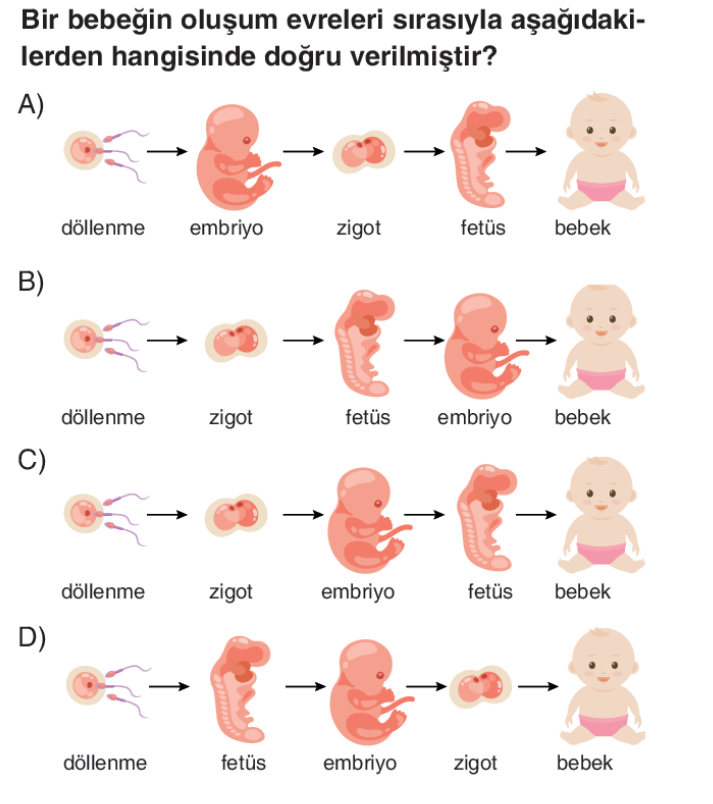 Bir bebeğin oluşum evreleri sırasıyla aşağıdaki-
lerden hangisinde doğru verilmiştir?
A)
döllenme embriyo zigot fetüs bebek
B)
döllenme zigot fetüs embriyo bebek
C)
döllenme zigot embriyo fetüs bebek
D)
döllenme fetüs embriyo zigot bebek